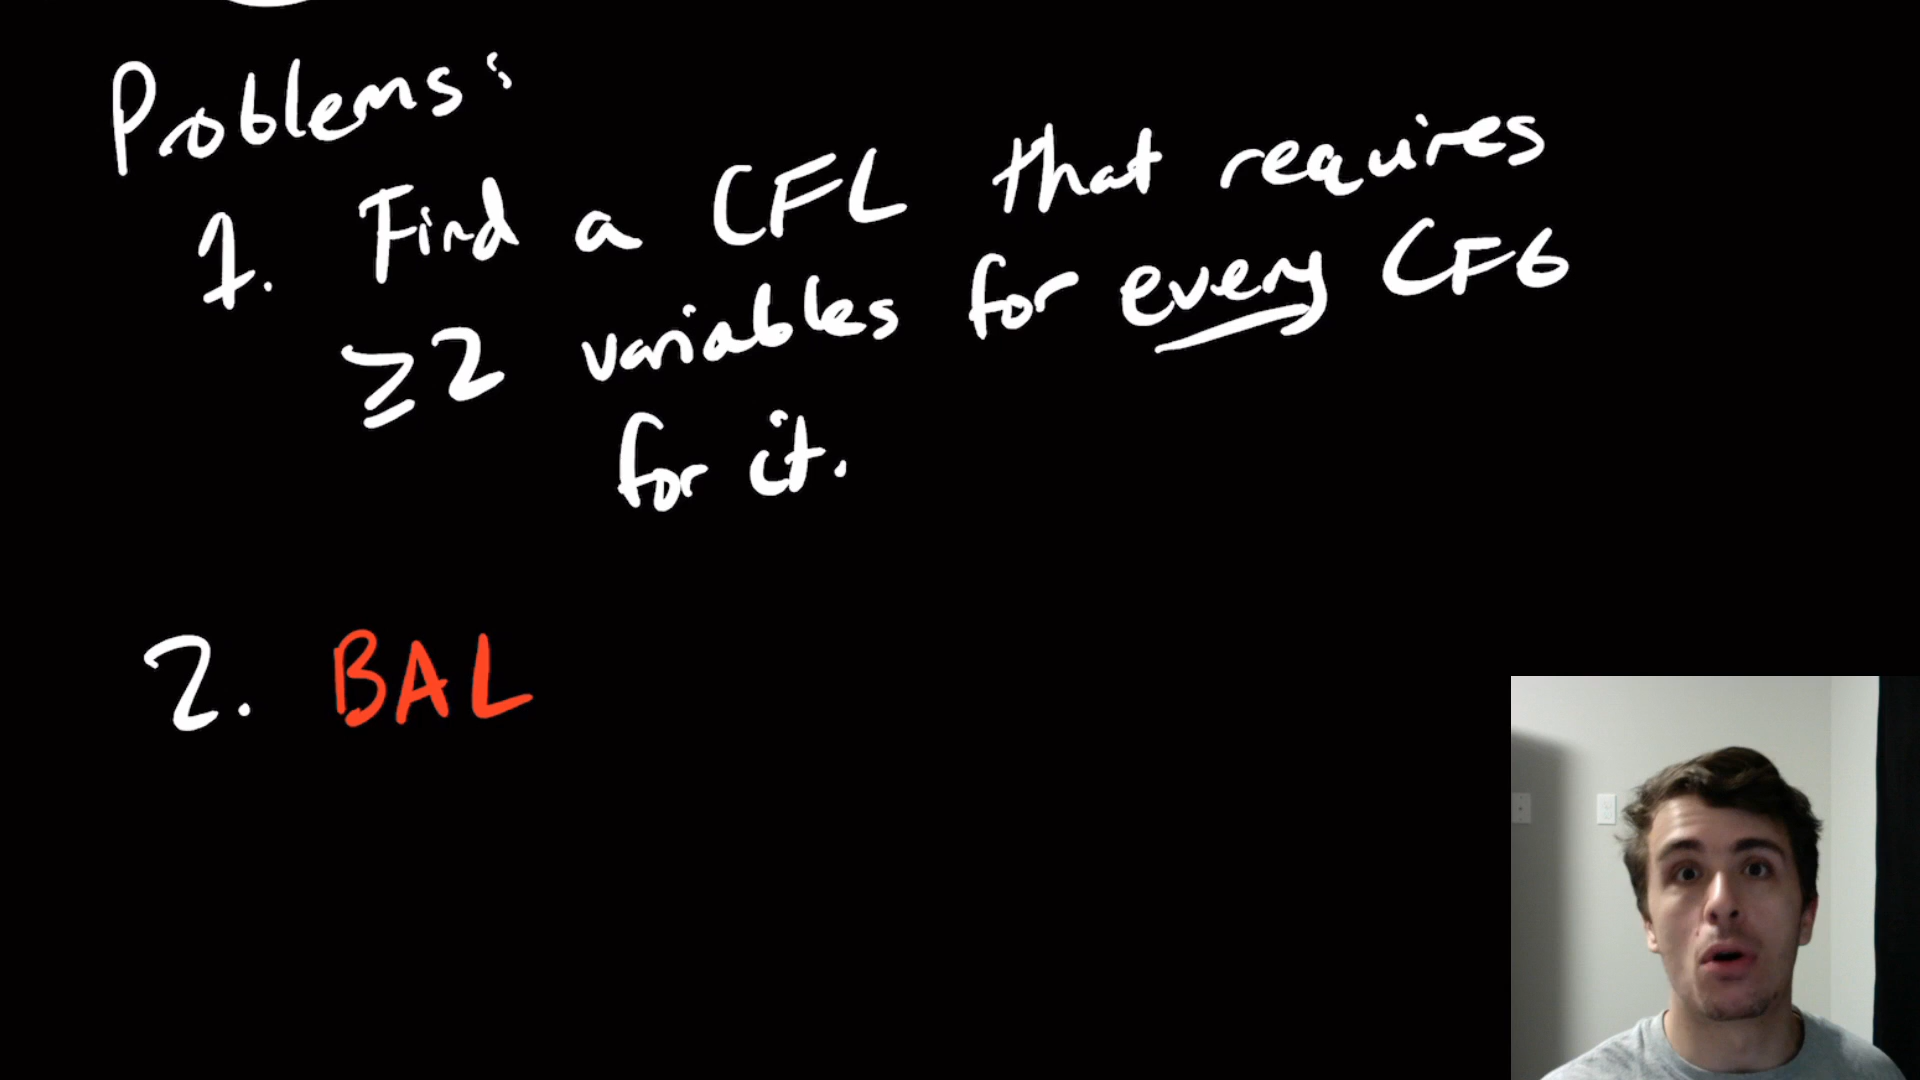 Problems:
1. Find a CFL that requires
≥2 variables for every CFG
for it.
2. BAL